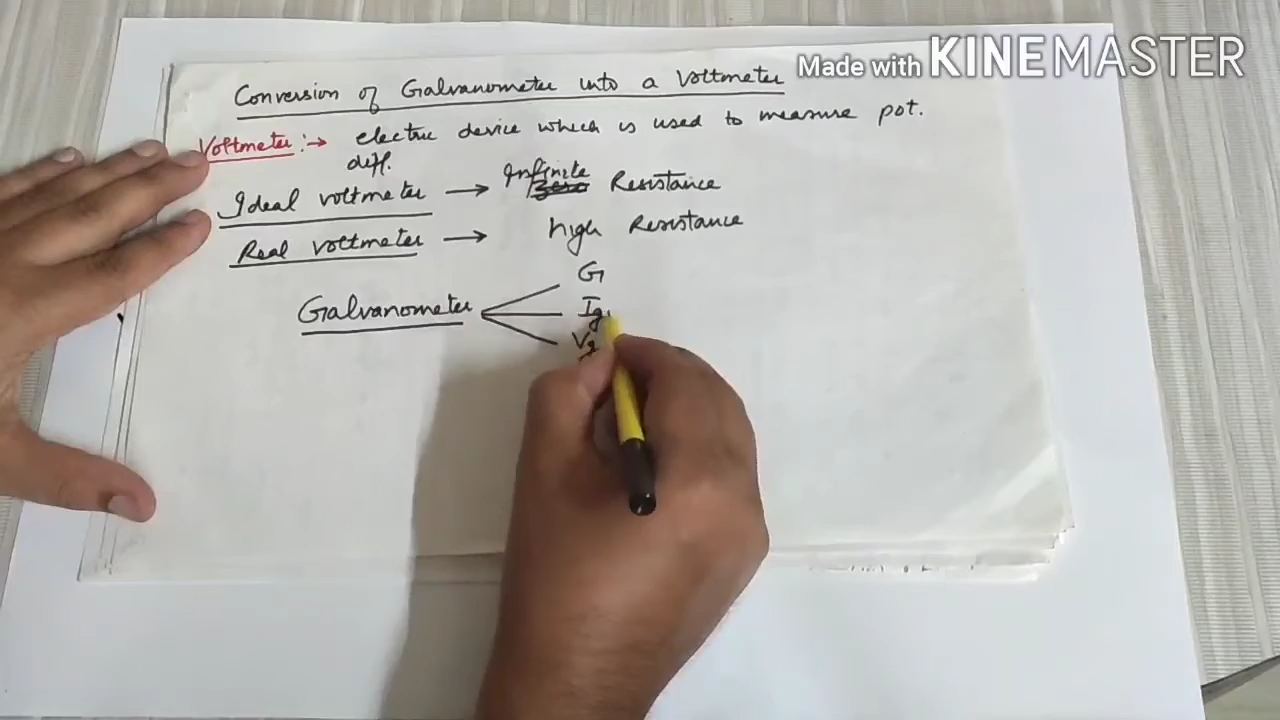 Made with KINEMASTER
Conversion of Galvanometer into a Voltmeter
Voltmeter :→ electric device which is used to measure pot.
diff.
Ideal voltmeter → Infinite Resistance
Real voltmeter → high Resistance
G
Galvanometer Ig
Vg